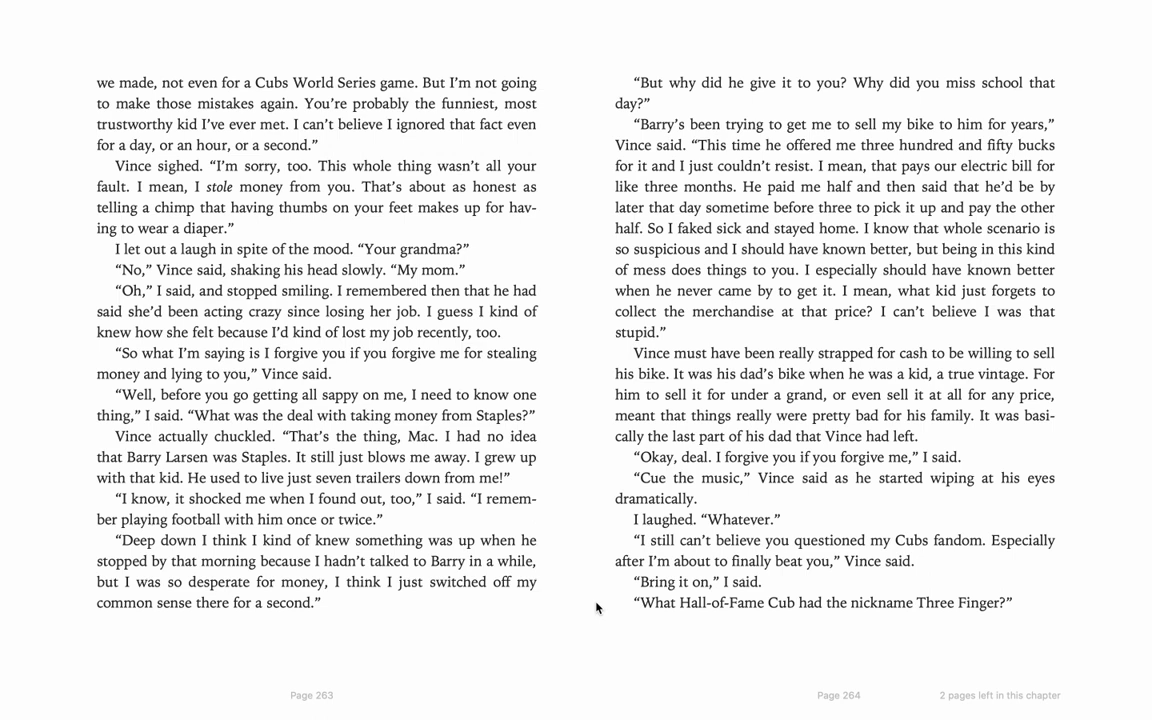 we made, not even for a Cubs World Series game. But I’m not going
to make those mistakes again. You’re probably the funniest, most
trustworthy kid I’ve ever met. I can’t believe I ignored that fact even
for a day, or an hour, or a second.”
Vince sighed. “I’m sorry, too. This whole thing wasn’t all your
fault. I mean, I stole money from you. That’s about as honest as
telling a chimp that having thumbs on your feet makes up for hav-
ing to wear a diaper.”
I let out a laugh in spite of the mood. “Your grandma?”
“No,” Vince said, shaking his head slowly. “My mom.”
“Oh,” I said, and stopped smiling. I remembered then that he had
said she’d been acting crazy since losing her job. I guess I kind of
knew how she felt because I’d kind of lost my job recently, too.
“So what I’m saying is I forgive you if you forgive me for stealing
money and lying to you,” Vince said.
“Well, before you go getting all sappy on me, I need to know one
thing,” I said. “What was the deal with taking money from Staples?”
Vince actually chuckled. “That’s the thing, Mac. I had no idea
that Barry Larsen was Staples. It still just blows me away. I grew up
with that kid. He used to live just seven trailers down from me!”
“I know, it shocked me when I found out, too,” I said. “I remem-
ber playing football with him once or twice.”
“Deep down I think I kind of knew something was up when he
stopped by that morning because I hadn’t talked to Barry in a while,
but I was so desperate for money, I think I just switched off my
common sense there for a second.”
Page 263
“But why did he give it to you? Why did you miss school that
day?”
“Barry’s been trying to get me to sell my bike to him for years,”
Vince said. “This time he offered me three hundred and fifty bucks
for it and I just couldn’t resist. I mean, that pays our electric bill for
like three months. He paid me half and then said that he’d be by
later that day sometime before three to pick it up and pay the other
half. So I faked sick and stayed home. I know that whole scenario is
so suspicious and I should have known better, but being in this kind
of mess does things to you. I especially should have known better
when he never came by to get it. I mean, what kid just forgets to
collect the merchandise at that price? I can’t believe I was that
stupid.”
Vince must have been really strapped for cash to be willing to sell
his bike. It was his dad’s bike when he was a kid, a true vintage. For
him to sell it for under a grand, or even sell it at all for any price,
meant that things really were pretty bad for his family. It was basi-
cally the last part of his dad that Vince had left.
“Okay, deal. I forgive you if you forgive me,” I said.
“Cue the music,” Vince said as he started wiping at his eyes
dramatically.
I laughed. “Whatever.”
“I still can’t believe you questioned my Cubs fandom. Especially
after I’m about to finally beat you,” Vince said.
“Bring it on,” I said.
“What Hall-of-Fame Cub had the nickname Three Finger?”
Page 264
2 pages left in this chapter